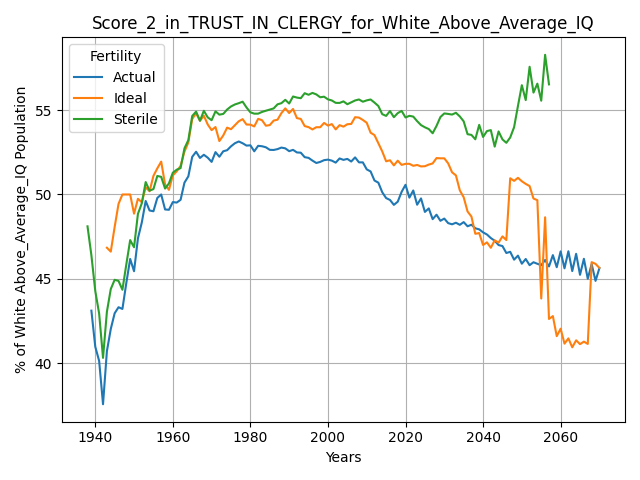 Score_2_in_TRUST_IN_CLERGY_for_White_Above_Average_IQ
% of White Above_Average_IQ Population
55
50
45
40
Fertility
Actual
Ideal
Sterile
1940 1960 1980 2000 2020 2040 2060
Years